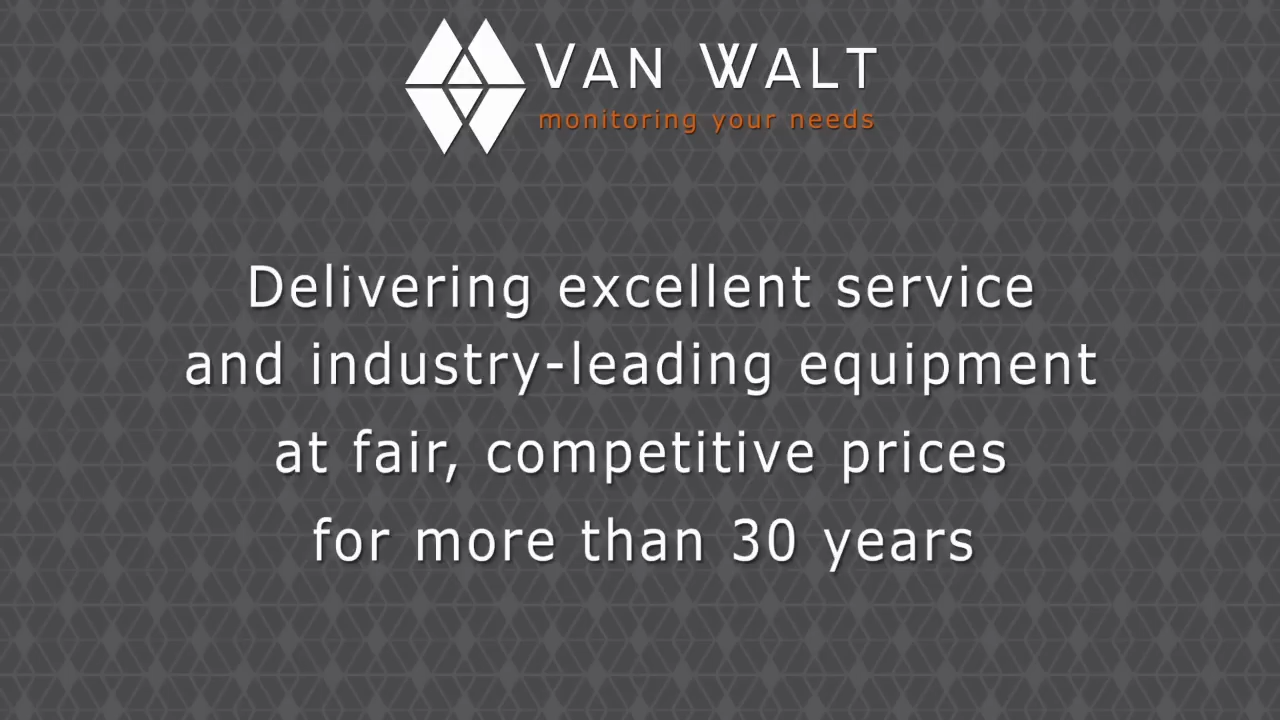 VAN WALT
monitoring your needs
Delivering excellent service
and industry-leading equipment
at fair, competitive prices
for more than 30 years